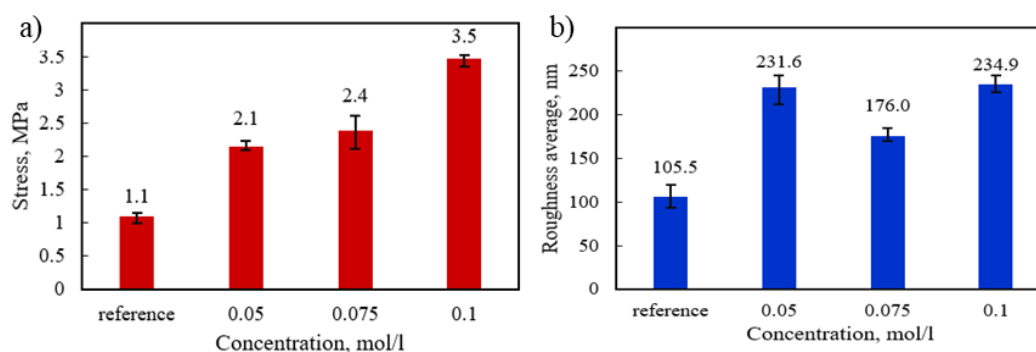 a)
Stress, MPa
3.5
3
2.5
2
1.5
1
0.5
0
1.1
2.1
2.4
3.5
reference 0.05 0.075 0.1
Concentration, mol/l
b)
Roughness average, nm
250
200
150
100
50
0
105.5
231.6
176.0
234.9
reference 0.05 0.075 0.1
Concentration, mol/l